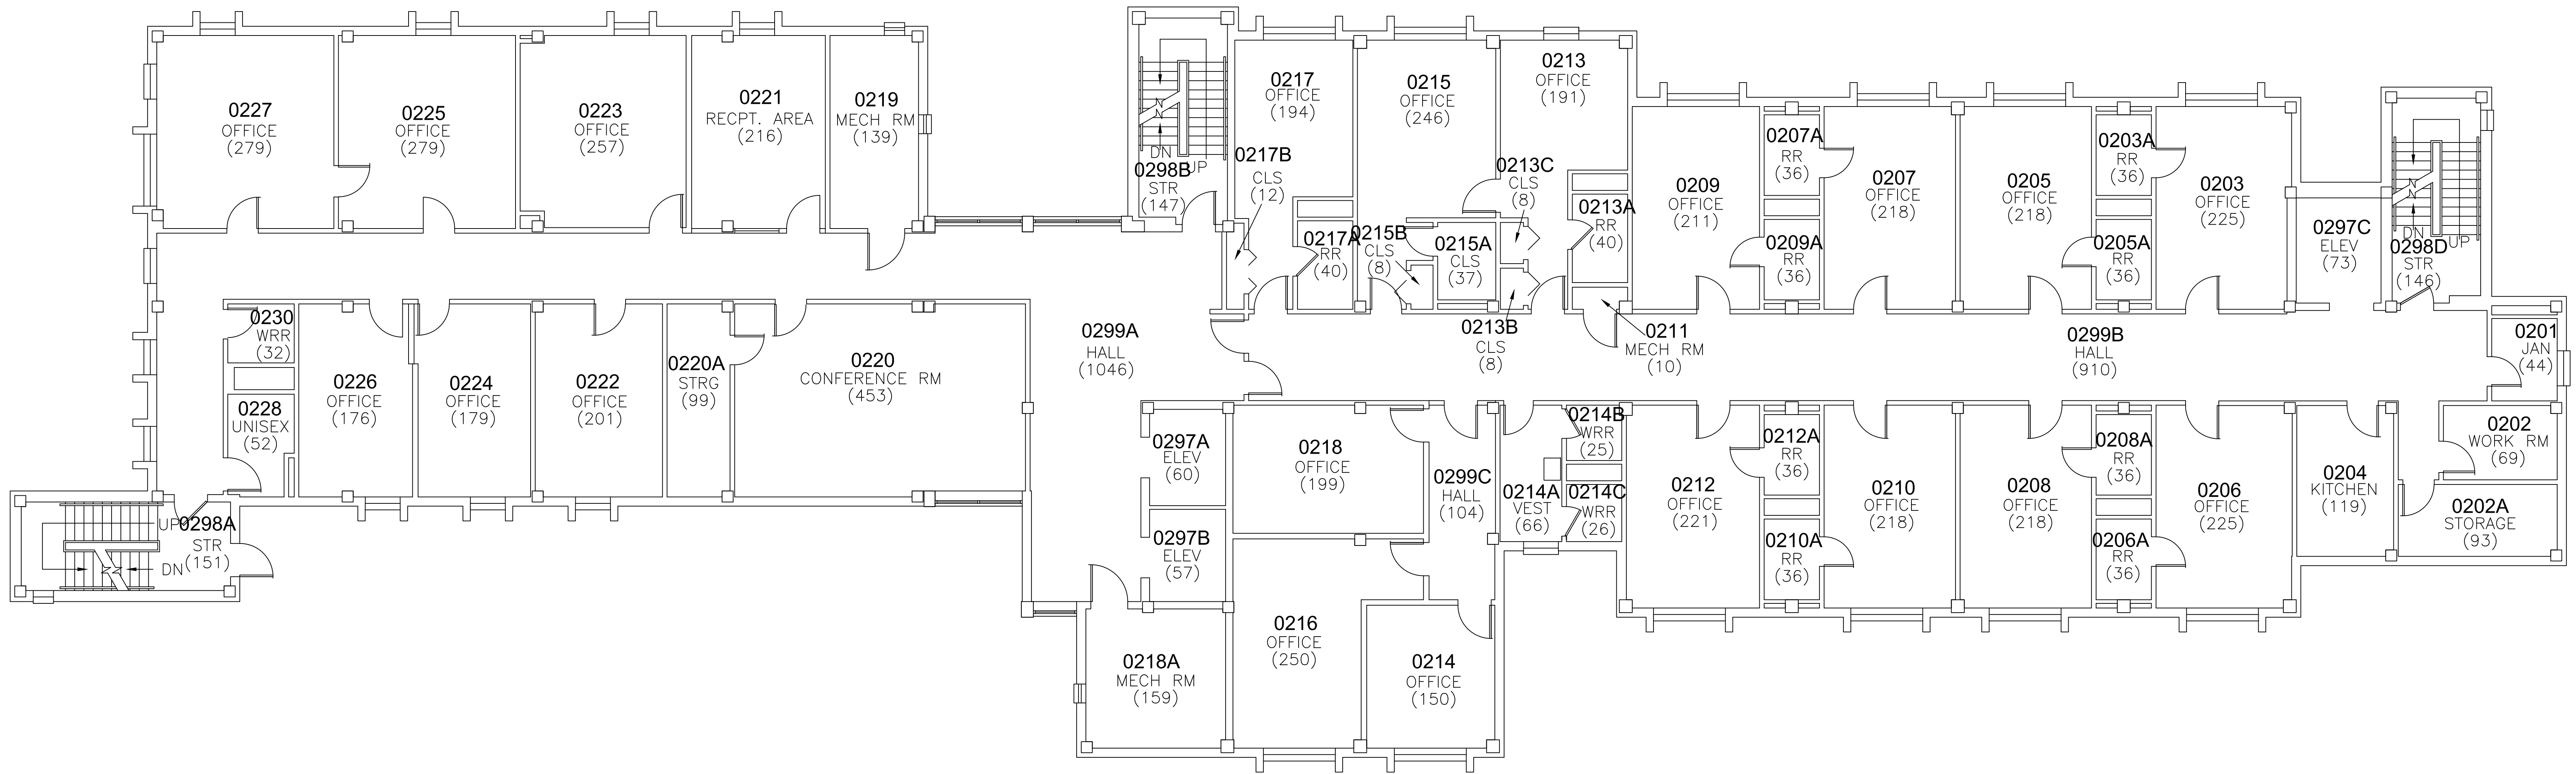 0227
OFFICE
(279)
0225
OFFICE
(279)
0223
OFFICE
(257)
0221
RECPT. AREA
(216)
0219
MECH RM
(139)
DN
UP
0298B
STR
(147)
0217
OFFICE
(194)
0217B
CLS
(12)
0217A
RR
(40)
0215
OFFICE
(246)
0215B
CLS
(8)
0215A
CLS
(37)
0213
OFFICE
(191)
0213C
CLS
(8)
0213A
RR
(40)
0213B
CLS
(8)
0211
MECH RM
(10)
0209
OFFICE
(211)
0207A
RR
(36)
0209A
RR
(36)
0207
OFFICE
(218)
0205
OFFICE
(218)
0203A
RR
(36)
0205A
RR
(36)
0203
OFFICE
(225)
0297C
ELEV
(73)
DN
UP
0298D
STR
(146)
0230
WRR
(32)
0228
UNISEX
(52)
0226
OFFICE
(176)
0224
OFFICE
(179)
0222
OFFICE
(201)
0220A
STRG
(99)
0220
CONFERENCE RM
(453)
0299A
HALL
(1046)
0299B
HALL
(910)
0201
JAN
(44)
UP
0298A
STR
(151)
DN
0297A
ELEV
(60)
0297B
ELEV
(57)
0218A
MECH RM
(159)
0218
OFFICE
(199)
0216
OFFICE
(250)
0299C
HALL
(104)
0214
OFFICE
(150)
0214A
VEST
(66)
0214B
WRR
(25)
0214C
WRR
(26)
0212
OFFICE
(221)
0212A
RR
(36)
0210A
RR
(36)
0210
OFFICE
(218)
0208
OFFICE
(218)
0208A
RR
(36)
0206A
RR
(36)
0206
OFFICE
(225)
0204
KITCHEN
(119)
0202
WORK RM
(69)
0202A
STORAGE
(93)